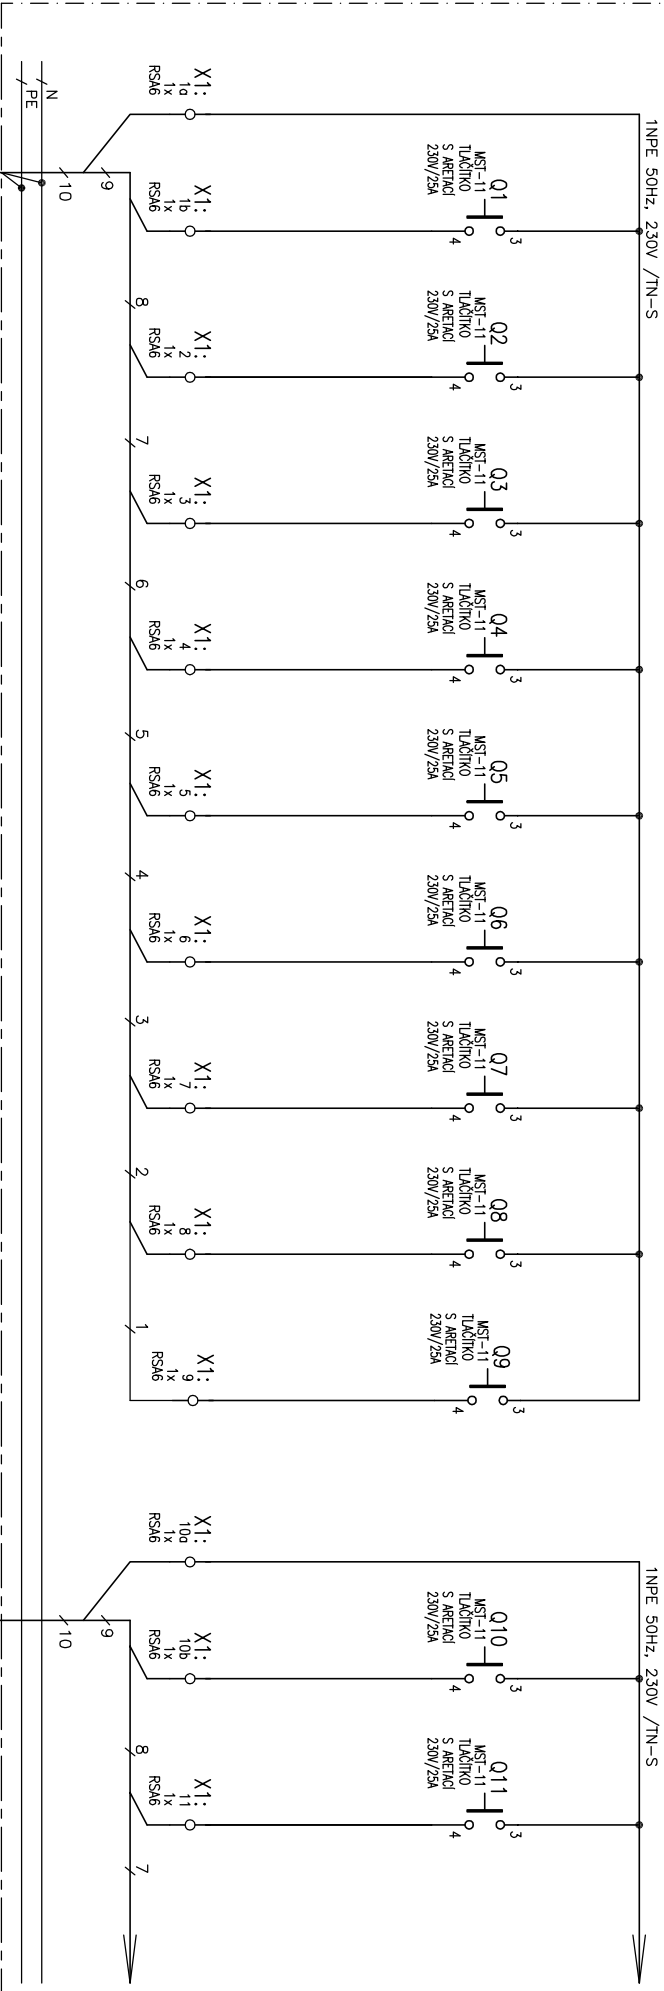 1NPE 50Hz, 230V /TN-S
Q1
MST-11
TLAČÍTKO
S ARETACÍ
230V/25A
3
4
Q2
MST-11
TLAČÍTKO
S ARETACÍ
230V/25A
3
4
Q3
MST-11
TLAČÍTKO
S ARETACÍ
230V/25A
3
4
Q4
MST-11
TLAČÍTKO
S ARETACÍ
230V/25A
3
4
Q5
MST-11
TLAČÍTKO
S ARETACÍ
230V/25A
3
4
Q6
MST-11
TLAČÍTKO
S ARETACÍ
230V/25A
3
4
Q7
MST-11
TLAČÍTKO
S ARETACÍ
230V/25A
3
4
Q8
MST-11
TLAČÍTKO
S ARETACÍ
230V/25A
3
4
Q9
MST-11
TLAČÍTKO
S ARETACÍ
230V/25A
3
4
1NPE 50Hz, 230V /TN-S
Q10
MST-11
TLAČÍTKO
S ARETACÍ
230V/25A
3
4
Q11
MST-11
TLAČÍTKO
S ARETACÍ
230V/25A
3
4
X1:
1a
1x
RSA6
X1:
1b
1x
RSA6
X1:
2
1x
RSA6
X1:
3
1x
RSA6
X1:
4
1x
RSA6
X1:
5
1x
RSA6
X1:
6
1x
RSA6
X1:
7
1x
RSA6
X1:
8
1x
RSA6
X1:
9
1x
RSA6
X1:
10a
1x
RSA6
X1:
10b
1x
RSA6
X1:
11
1x
RSA6
9
8
7
6
5
4
3
2
1
9
8
7
10
10
N
PE